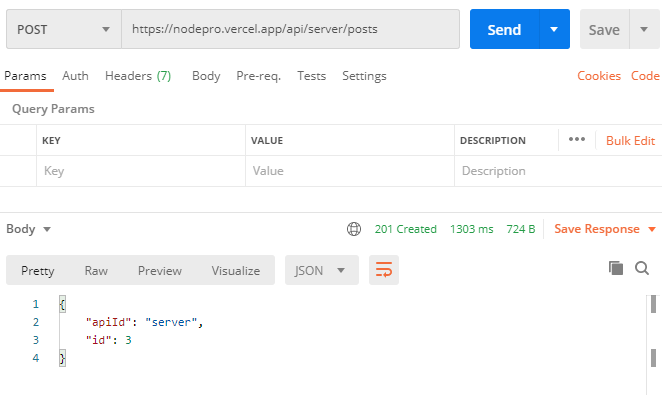 POST https://nodepro.vercel.app/api/server/posts Send Save
Params Auth Headers (7) Body Pre-req. Tests Settings Cookies Code
Query Params
KEY VALUE DESCRIPTION ••• Bulk Edit
Key Value Description
Body 201 Created 1303 ms 724 B Save Response
Pretty Raw Preview Visualize JSON
1 {
2 "apiId": "server",
3 "id": 3
4 }